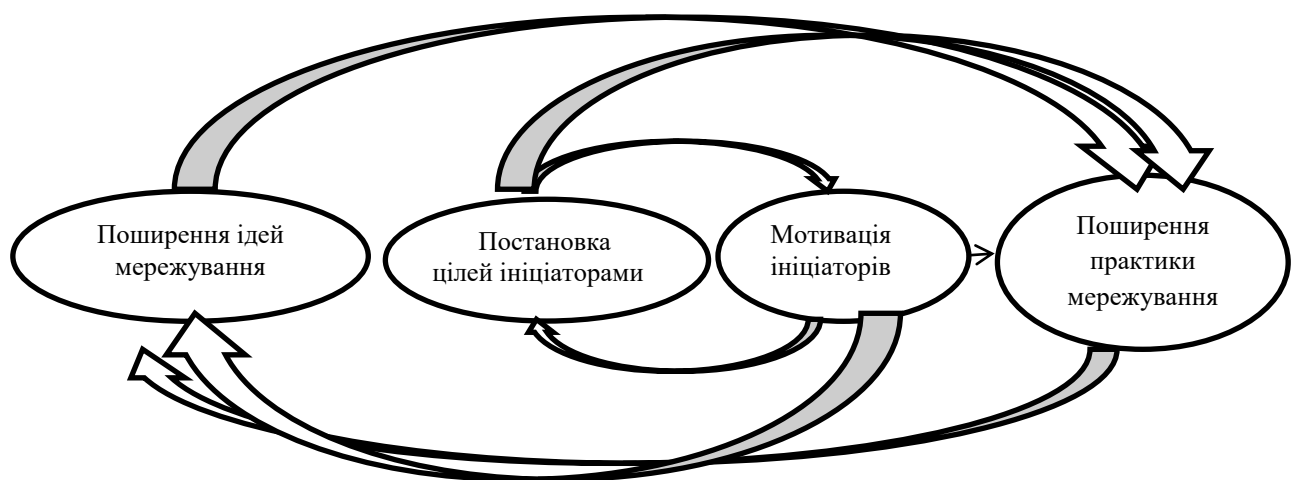 Поширення ідей
мережування
Постановка
цілей ініціаторами
Мотивація
ініціаторів
Поширення
практики
мережування